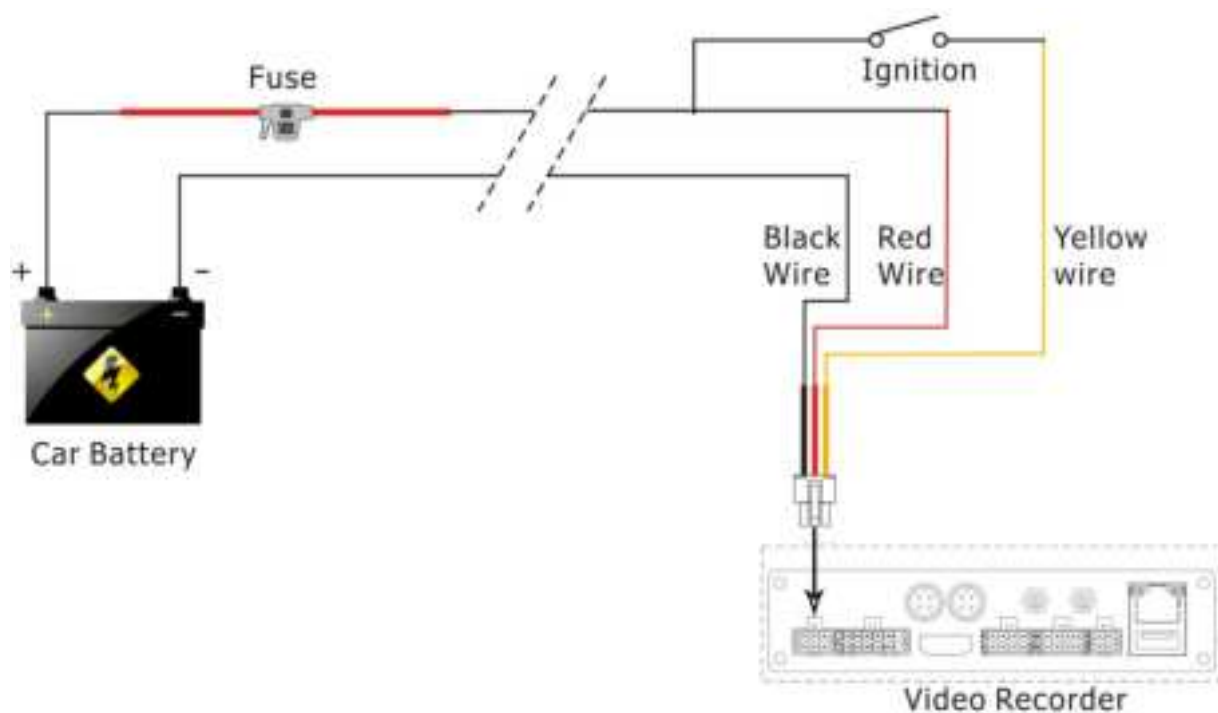 Fuse
Ignition
Black
Wire
Red
Wire
Yellow
wire
+
−
+
−
Car Battery
Video Recorder